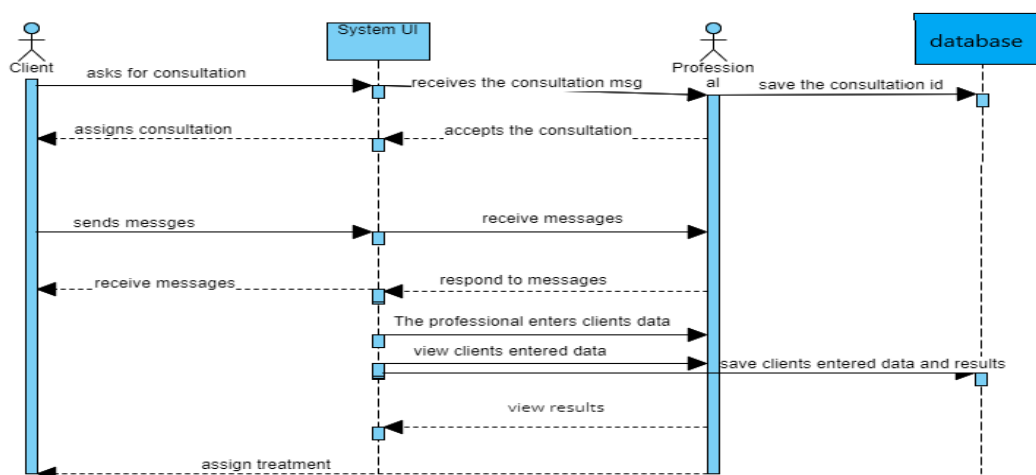 System UI
database
Client
Profession
al
asks for consultation
receives the consultation msg
save the consultation id
assigns consultation
accepts the consultation
sends messges
receive messages
receive messages
respond to messages
The professional enters clients data
view clients entered data
save clients entered data and results
view results
assign treatment